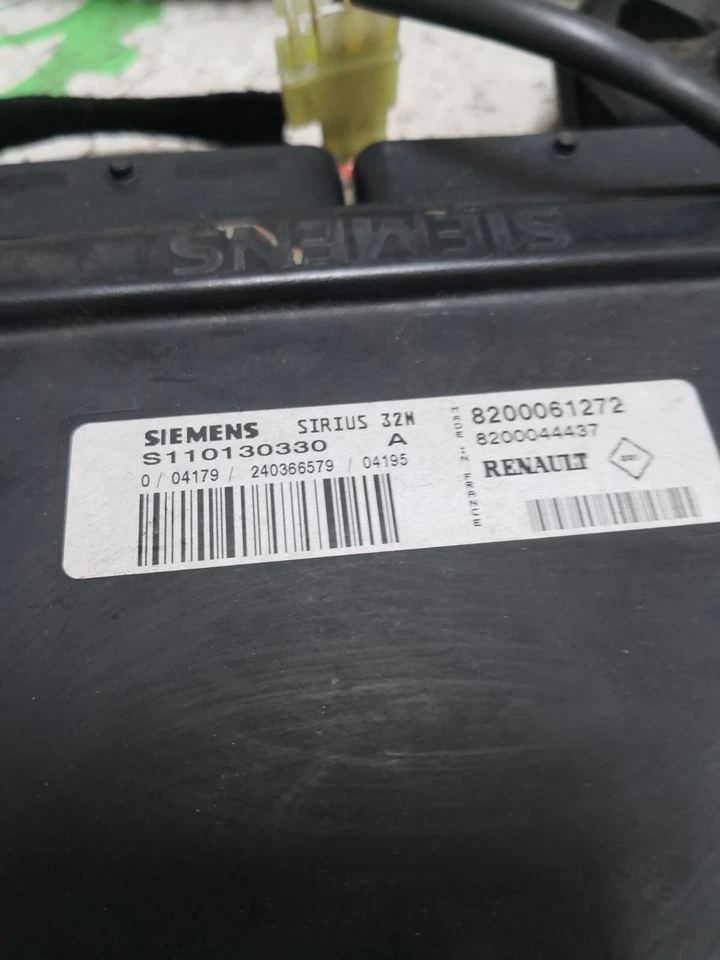 SIEMENS
SIEMENS SIRIUS 32N
S110130330 A
0 / 04179 / 240366579 / 04195
MADE IN FRANCE
8200061272
8200044437
RENAULT